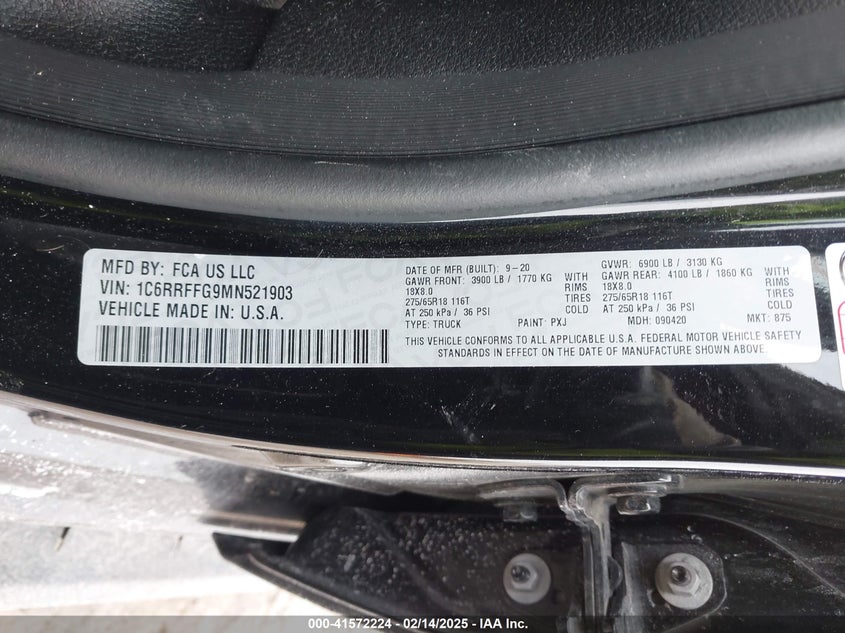 MFD BY: FCA US LLC
VIN: 1C6RRFFG9MN521903
VEHICLE MADE IN: U.S.A.
DATE OF MFR (BUILT): 9-20
GVWR: 6900 LB / 3130 KG
GAWR FRONT: 3900 LB / 1770 KG WITH
GAWR REAR: 4100 LB / 1860 KG WITH
18X8.0 RIMS
18X8.0 RIMS
275/65R18 116T TIRES
275/65R18 116T TIRES
AT 250 kPa / 36 PSI COLD
AT 250 kPa / 36 PSI COLD
TYPE: TRUCK PAINT: PXJ MDH: 090420 MKT: 875
THIS VEHICLE CONFORMS TO ALL APPLICABLE U.S.A. FEDERAL MOTOR VEHICLE SAFETY
STANDARDS IN EFFECT ON THE DATE OF MANUFACTURE SHOWN ABOVE.
000-41572224 - 02/14/2025 - IAA Inc.